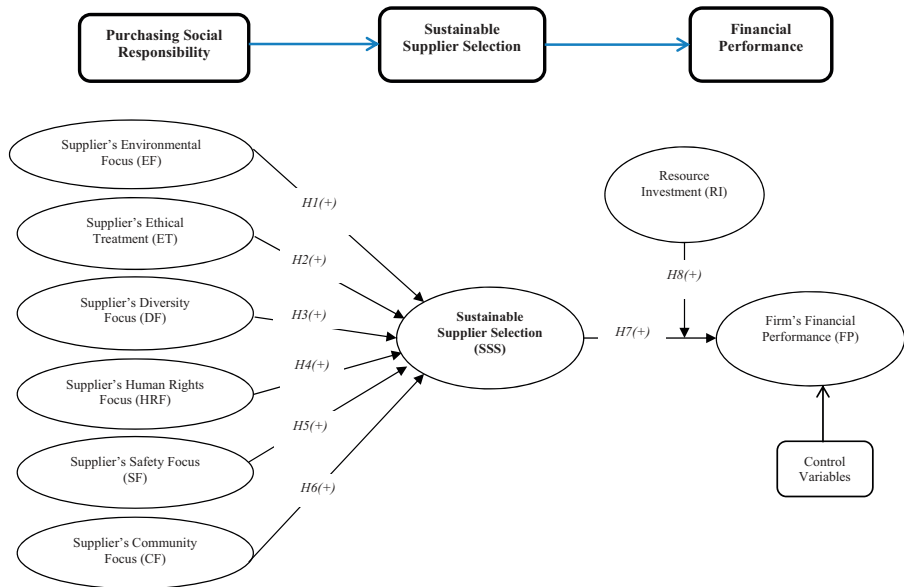 Purchasing Social
Responsibility
Sustainable
Supplier Selection
Financial
Performance
Supplier's Environmental
Focus (EF)
Supplier's Ethical
Treatment (ET)
Supplier's Diversity
Focus (DF)
Supplier's Human Rights
Focus (HRF)
Supplier's Safety Focus
(SF)
Supplier's Community
Focus (CF)
H1(+)
H2(+)
H3(+)
H4(+)
H5(+)
H6(+)
Sustainable
Supplier Selection
(SSS)
H7(+)
Resource
Investment (RI)
H8(+)
Firm's Financial
Performance (FP)
Control
Variables